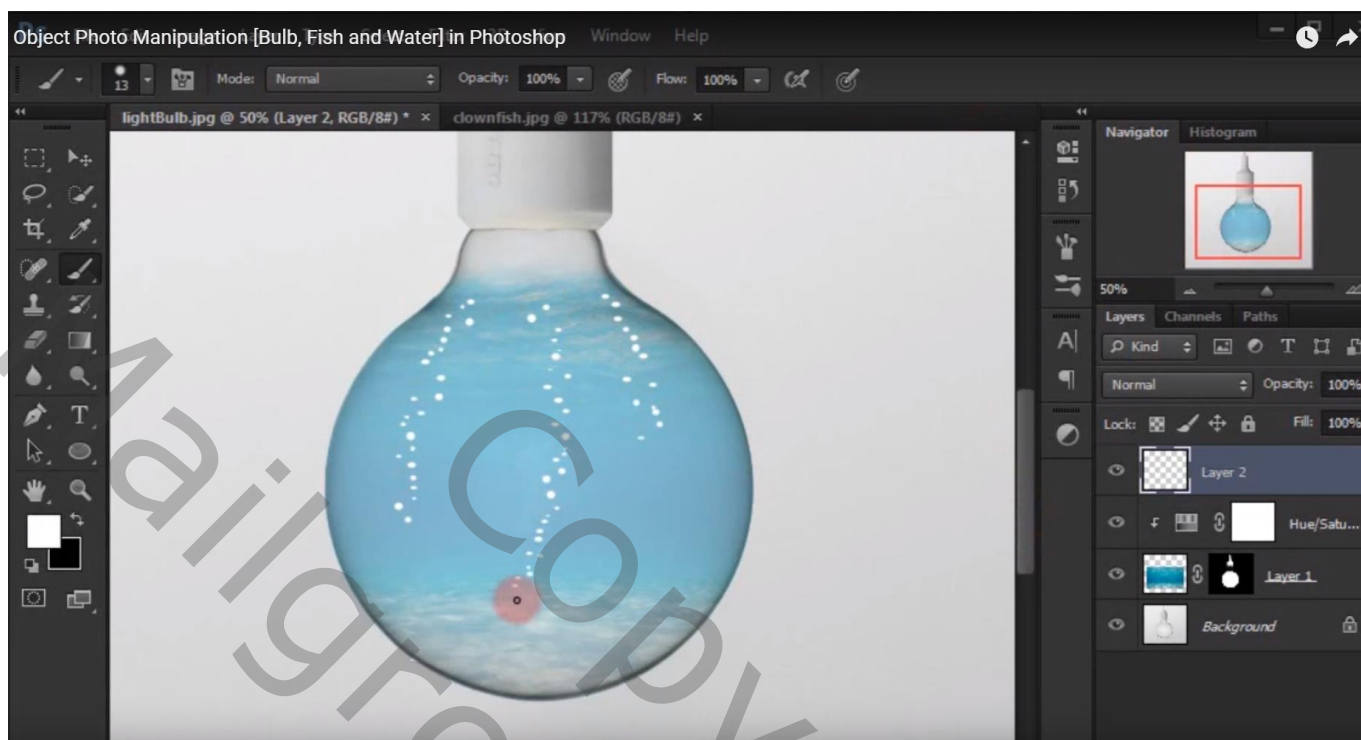 Object Photo Manipulation [Bulb, Fish and Water] in Photoshop
Window Help
13 Mode: Normal Opacity: 100% Flow: 100%
lightBulb.jpg @ 50% (Layer 2, RGB/8#) * × clownfish.jpg @ 117% (RGB/8#) ×
Navigator Histogram
50%
Layers Channels Paths
Kind
Normal Opacity: 100%
Lock: Fill: 100%
Layer 2
Hue/Satu...
Layer 1
Background